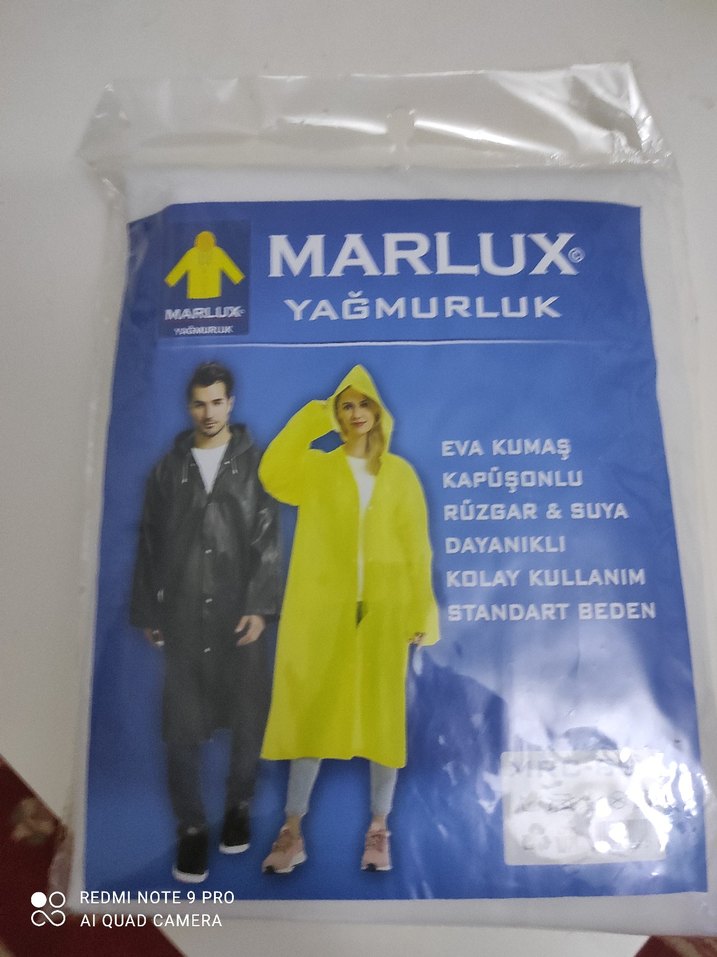 MARLUX©
YAĞMURLUK
MARLUX
YAĞMURLUK
EVA KUMAŞ
KAPÜŞONLU
RÜZGAR & SUYA
DAYANIKLI
KOLAY KULLANIM
STANDART BEDEN
REDMI NOTE 9 PRO
AI QUAD CAMERA